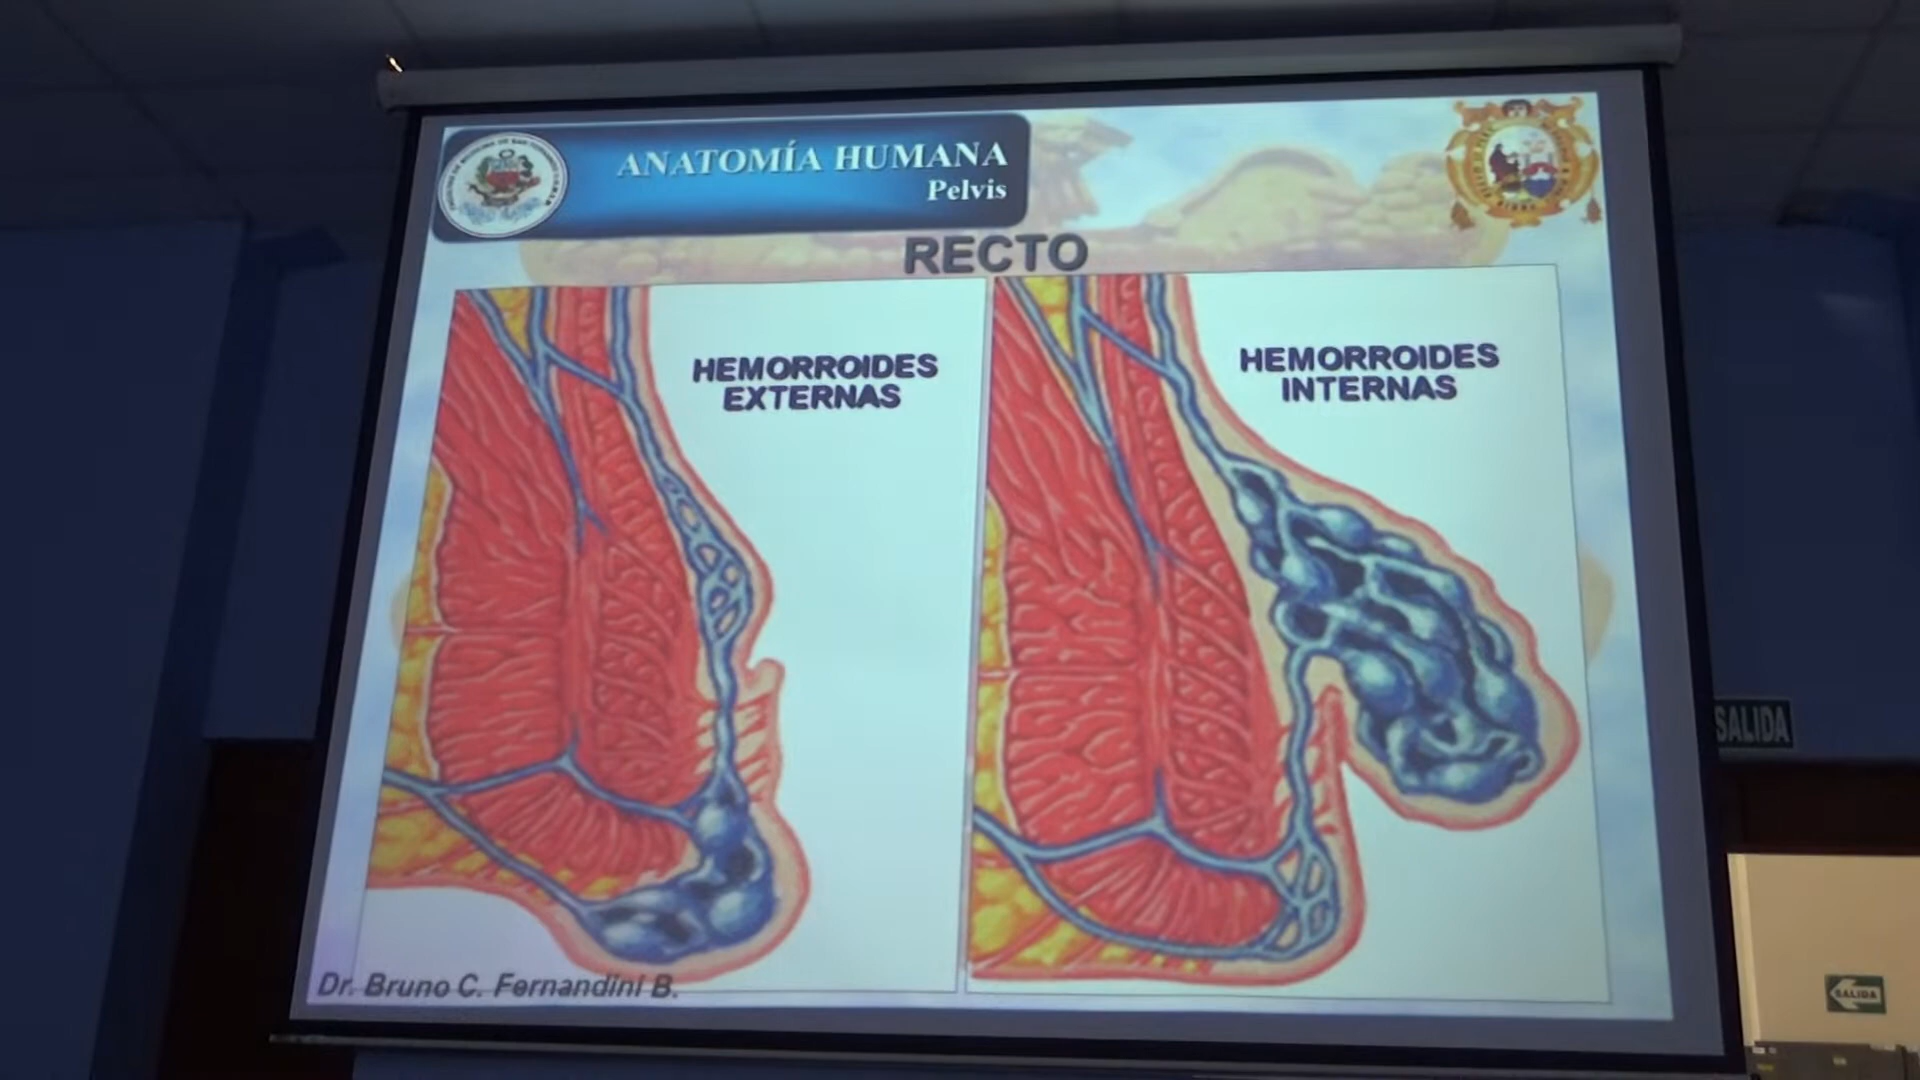 ANATOMÍA HUMANA
Pelvis
RECTO
HEMORROIDES
EXTERNAS
HEMORROIDES
INTERNAS
Dr. Bruno C. Fernandini B.
SALIDA
SALIDA